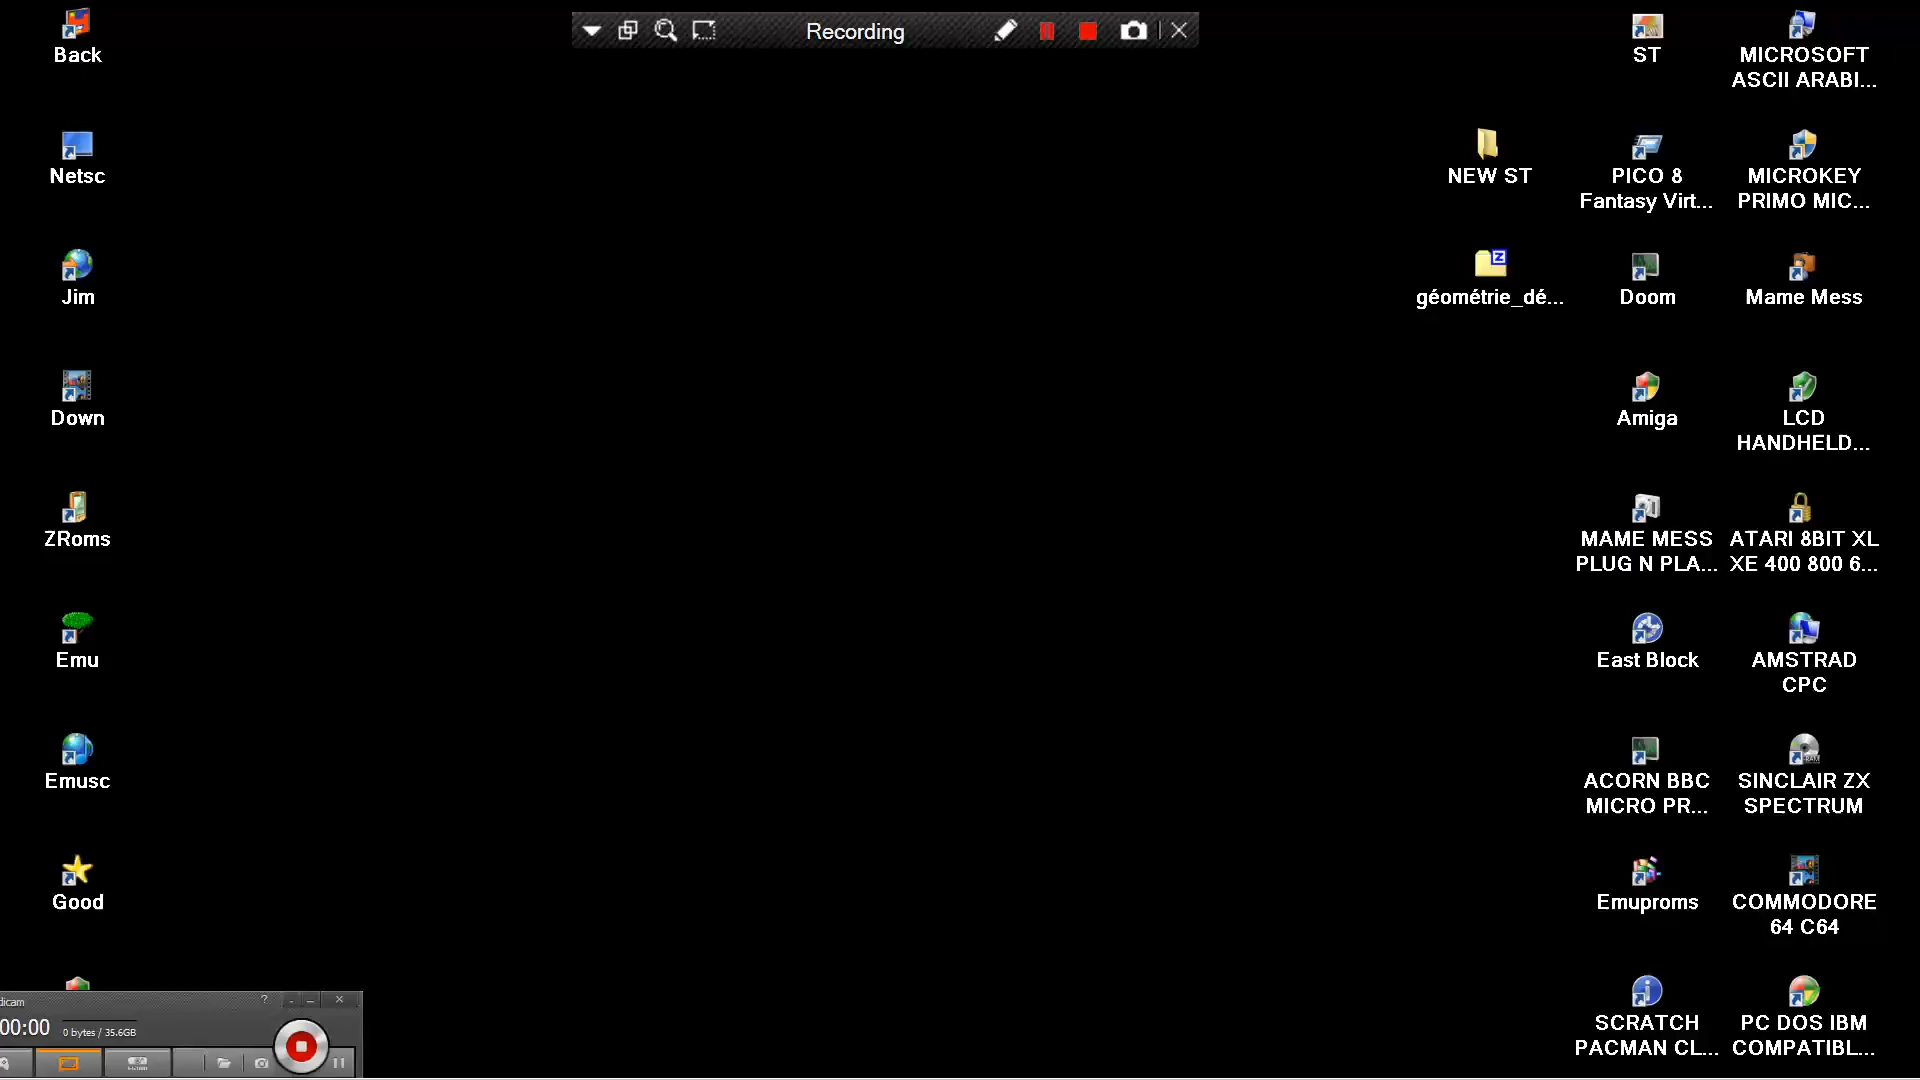 Recording
Back
Netsc
Jim
Down
ZRoms
Emu
Emusc
Good
NEW ST
géométrie_dé...
ST
PICO 8
Fantasy Virt...
Doom
Amiga
MAME MESS
PLUG N PLA...
East Block
ACORN BBC
MICRO PR...
Emuproms
SCRATCH
PACMAN CL...
MICROSOFT
ASCII ARABI...
MICROKEY
PRIMO MIC...
Mame Mess
LCD
HANDHELD...
ATARI 8BIT XL
XE 400 800 6...
AMSTRAD
CPC
SINCLAIR ZX
SPECTRUM
COMMODORE
64 C64
PC DOS IBM
COMPATIBL...
dicam
00:00
0 bytes / 35.6GB